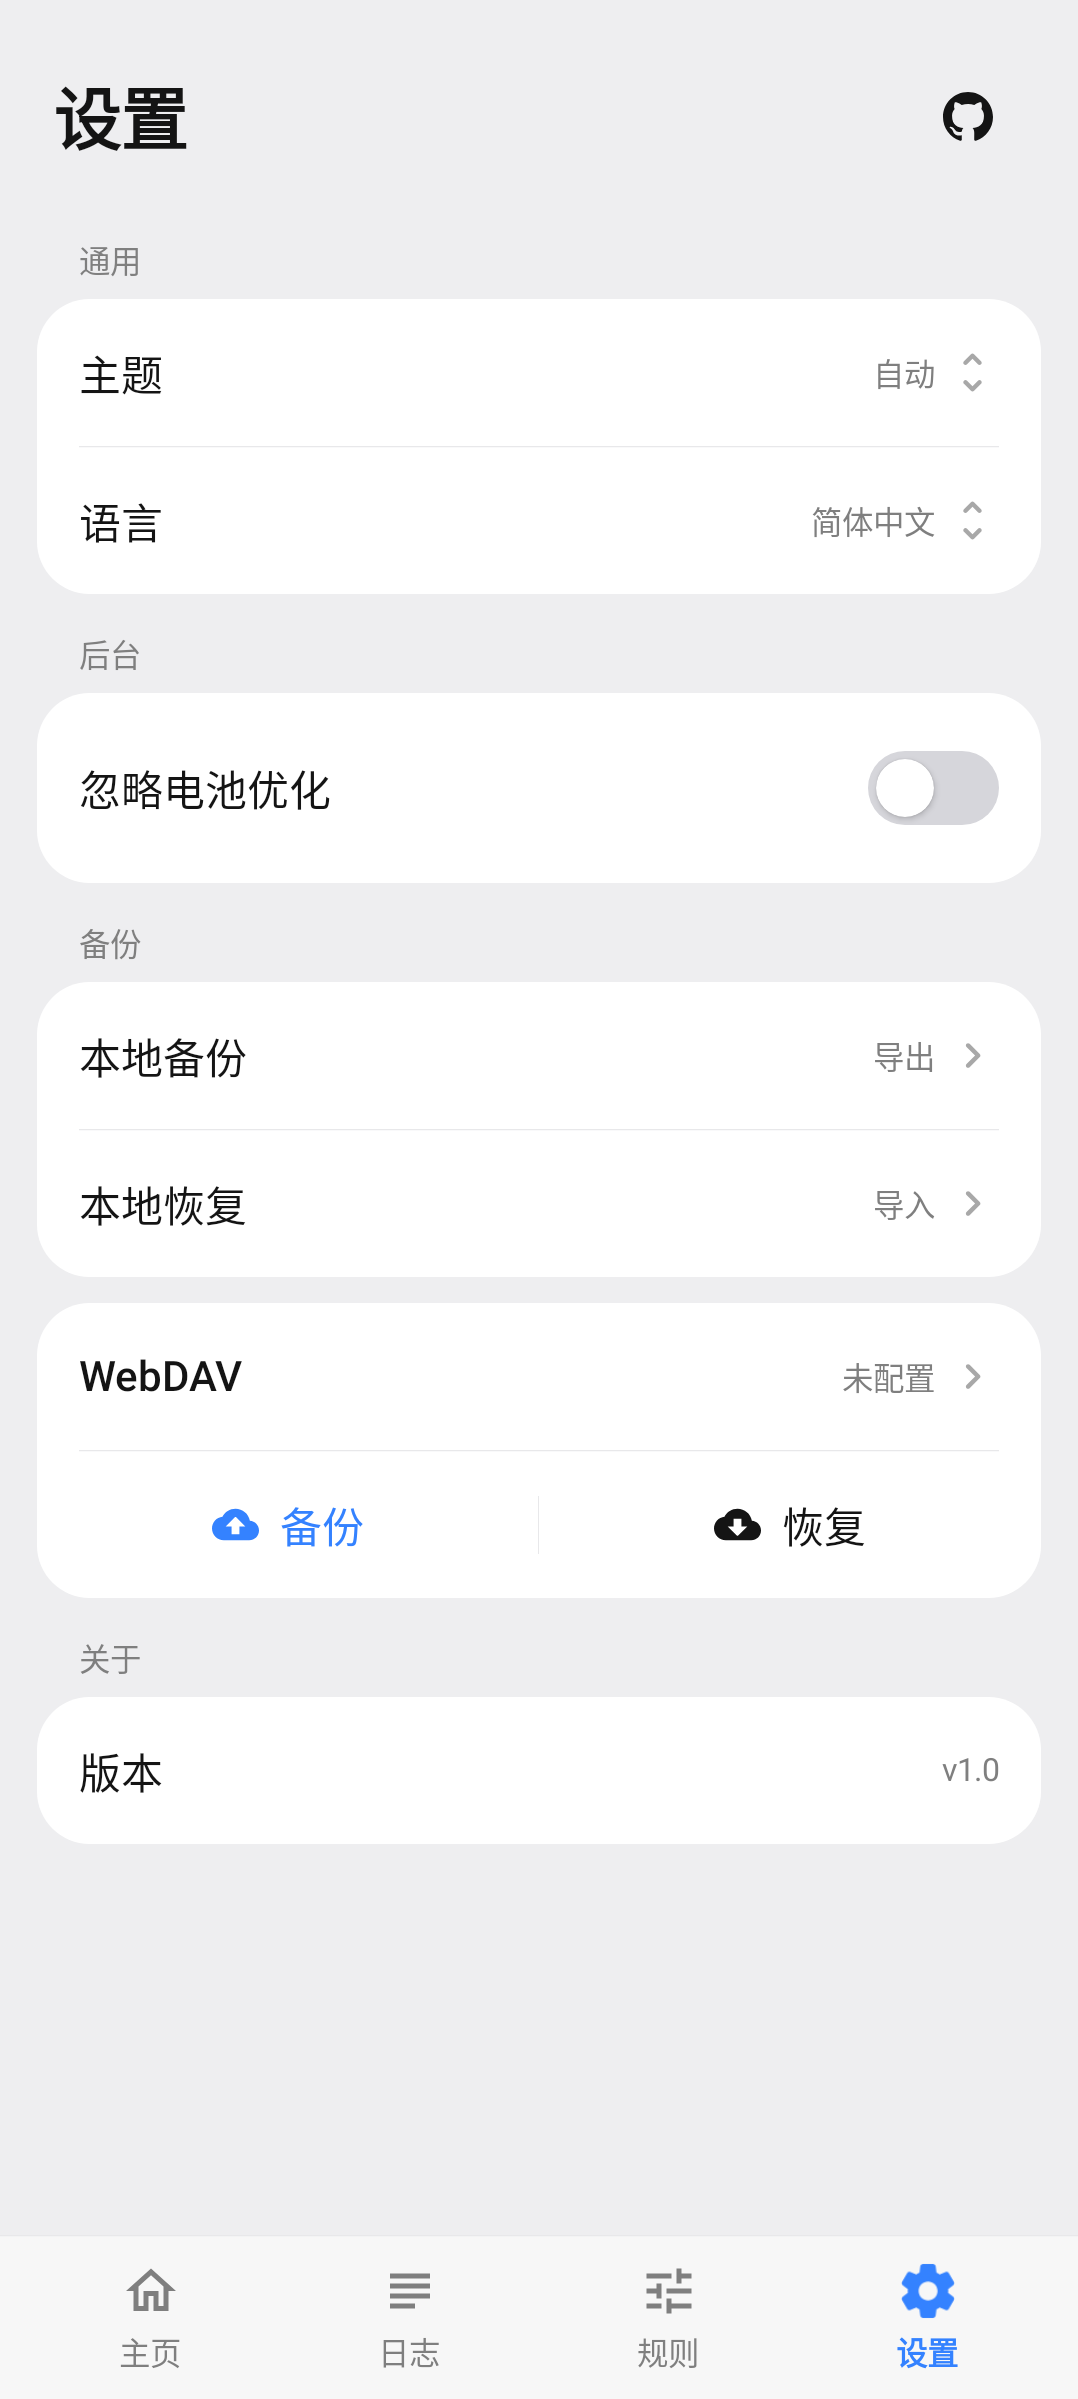 设置
通用
主题 自动
语言 简体中文
后台
忽略电池优化
备份
本地备份 导出
本地恢复 导入
WebDAV 未配置
备份 恢复
关于
版本 v1.0
主页 日志 规则 设置